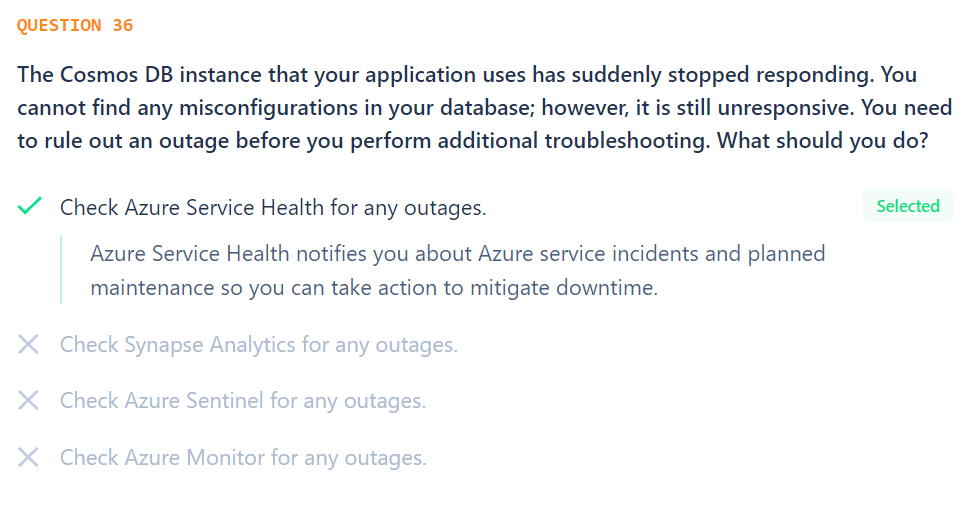 QUESTION 36
The Cosmos DB instance that your application uses has suddenly stopped responding. You
cannot find any misconfigurations in your database; however, it is still unresponsive. You need
to rule out an outage before you perform additional troubleshooting. What should you do?
Check Azure Service Health for any outages.
Selected
Azure Service Health notifies you about Azure service incidents and planned
maintenance so you can take action to mitigate downtime.
Check Synapse Analytics for any outages.
Check Azure Sentinel for any outages.
Check Azure Monitor for any outages.